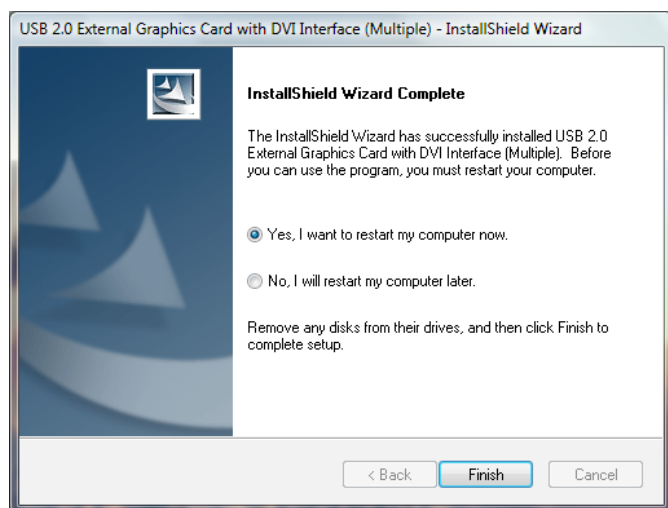 USB 2.0 External Graphics Card with DVI Interface (Multiple) - InstallShield Wizard
InstallShield Wizard Complete
The InstallShield Wizard has successfully installed USB 2.0
External Graphics Card with DVI Interface (Multiple). Before
you can use the program, you must restart your computer.
Yes, I want to restart my computer now.
No, I will restart my computer later.
Remove any disks from their drives, and then click Finish to
complete setup.
< Back
Finish
Cancel